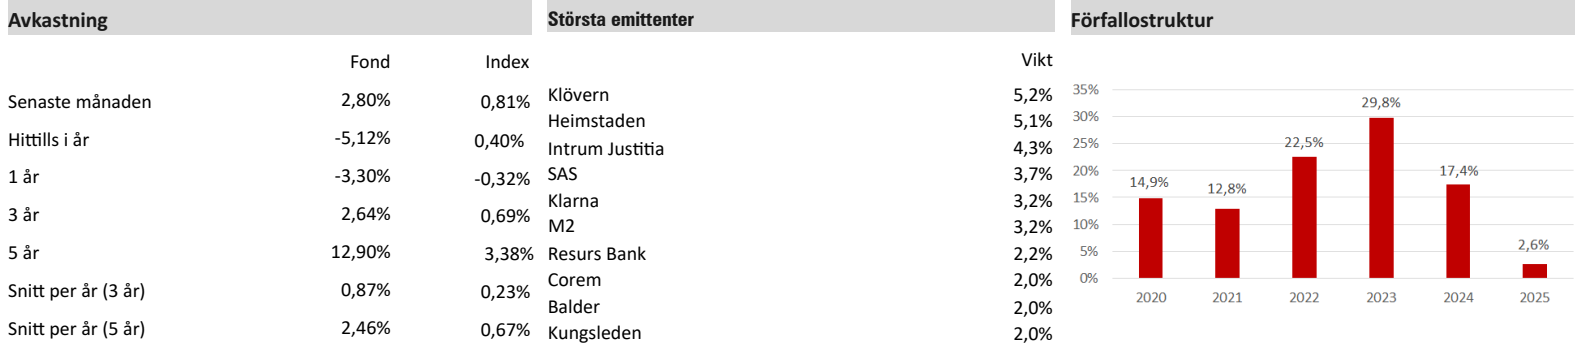 Avkastning
Fond Index
Senaste månaden 2,80% 0,81%
Hittills i år -5,12% 0,40%
1 år -3,30% -0,32%
3 år 2,64% 0,69%
5 år 12,90% 3,38%
Snitt per år (3 år) 0,87% 0,23%
Snitt per år (5 år) 2,46% 0,67%
Största emittenter
Vikt
Klövern 5,2%
Heimstaden 5,1%
Intrum Justitia 4,3%
SAS 3,7%
Klarna 3,2%
M2 3,2%
Resurs Bank 2,2%
Corem 2,0%
Balder 2,0%
Kungsleden 2,0%
Förfallostruktur
35%
30%
25%
20%
15%
10%
5%
0%
14,9%
12,8%
22,5%
29,8%
17,4%
2,6%
2020 2021 2022 2023 2024 2025